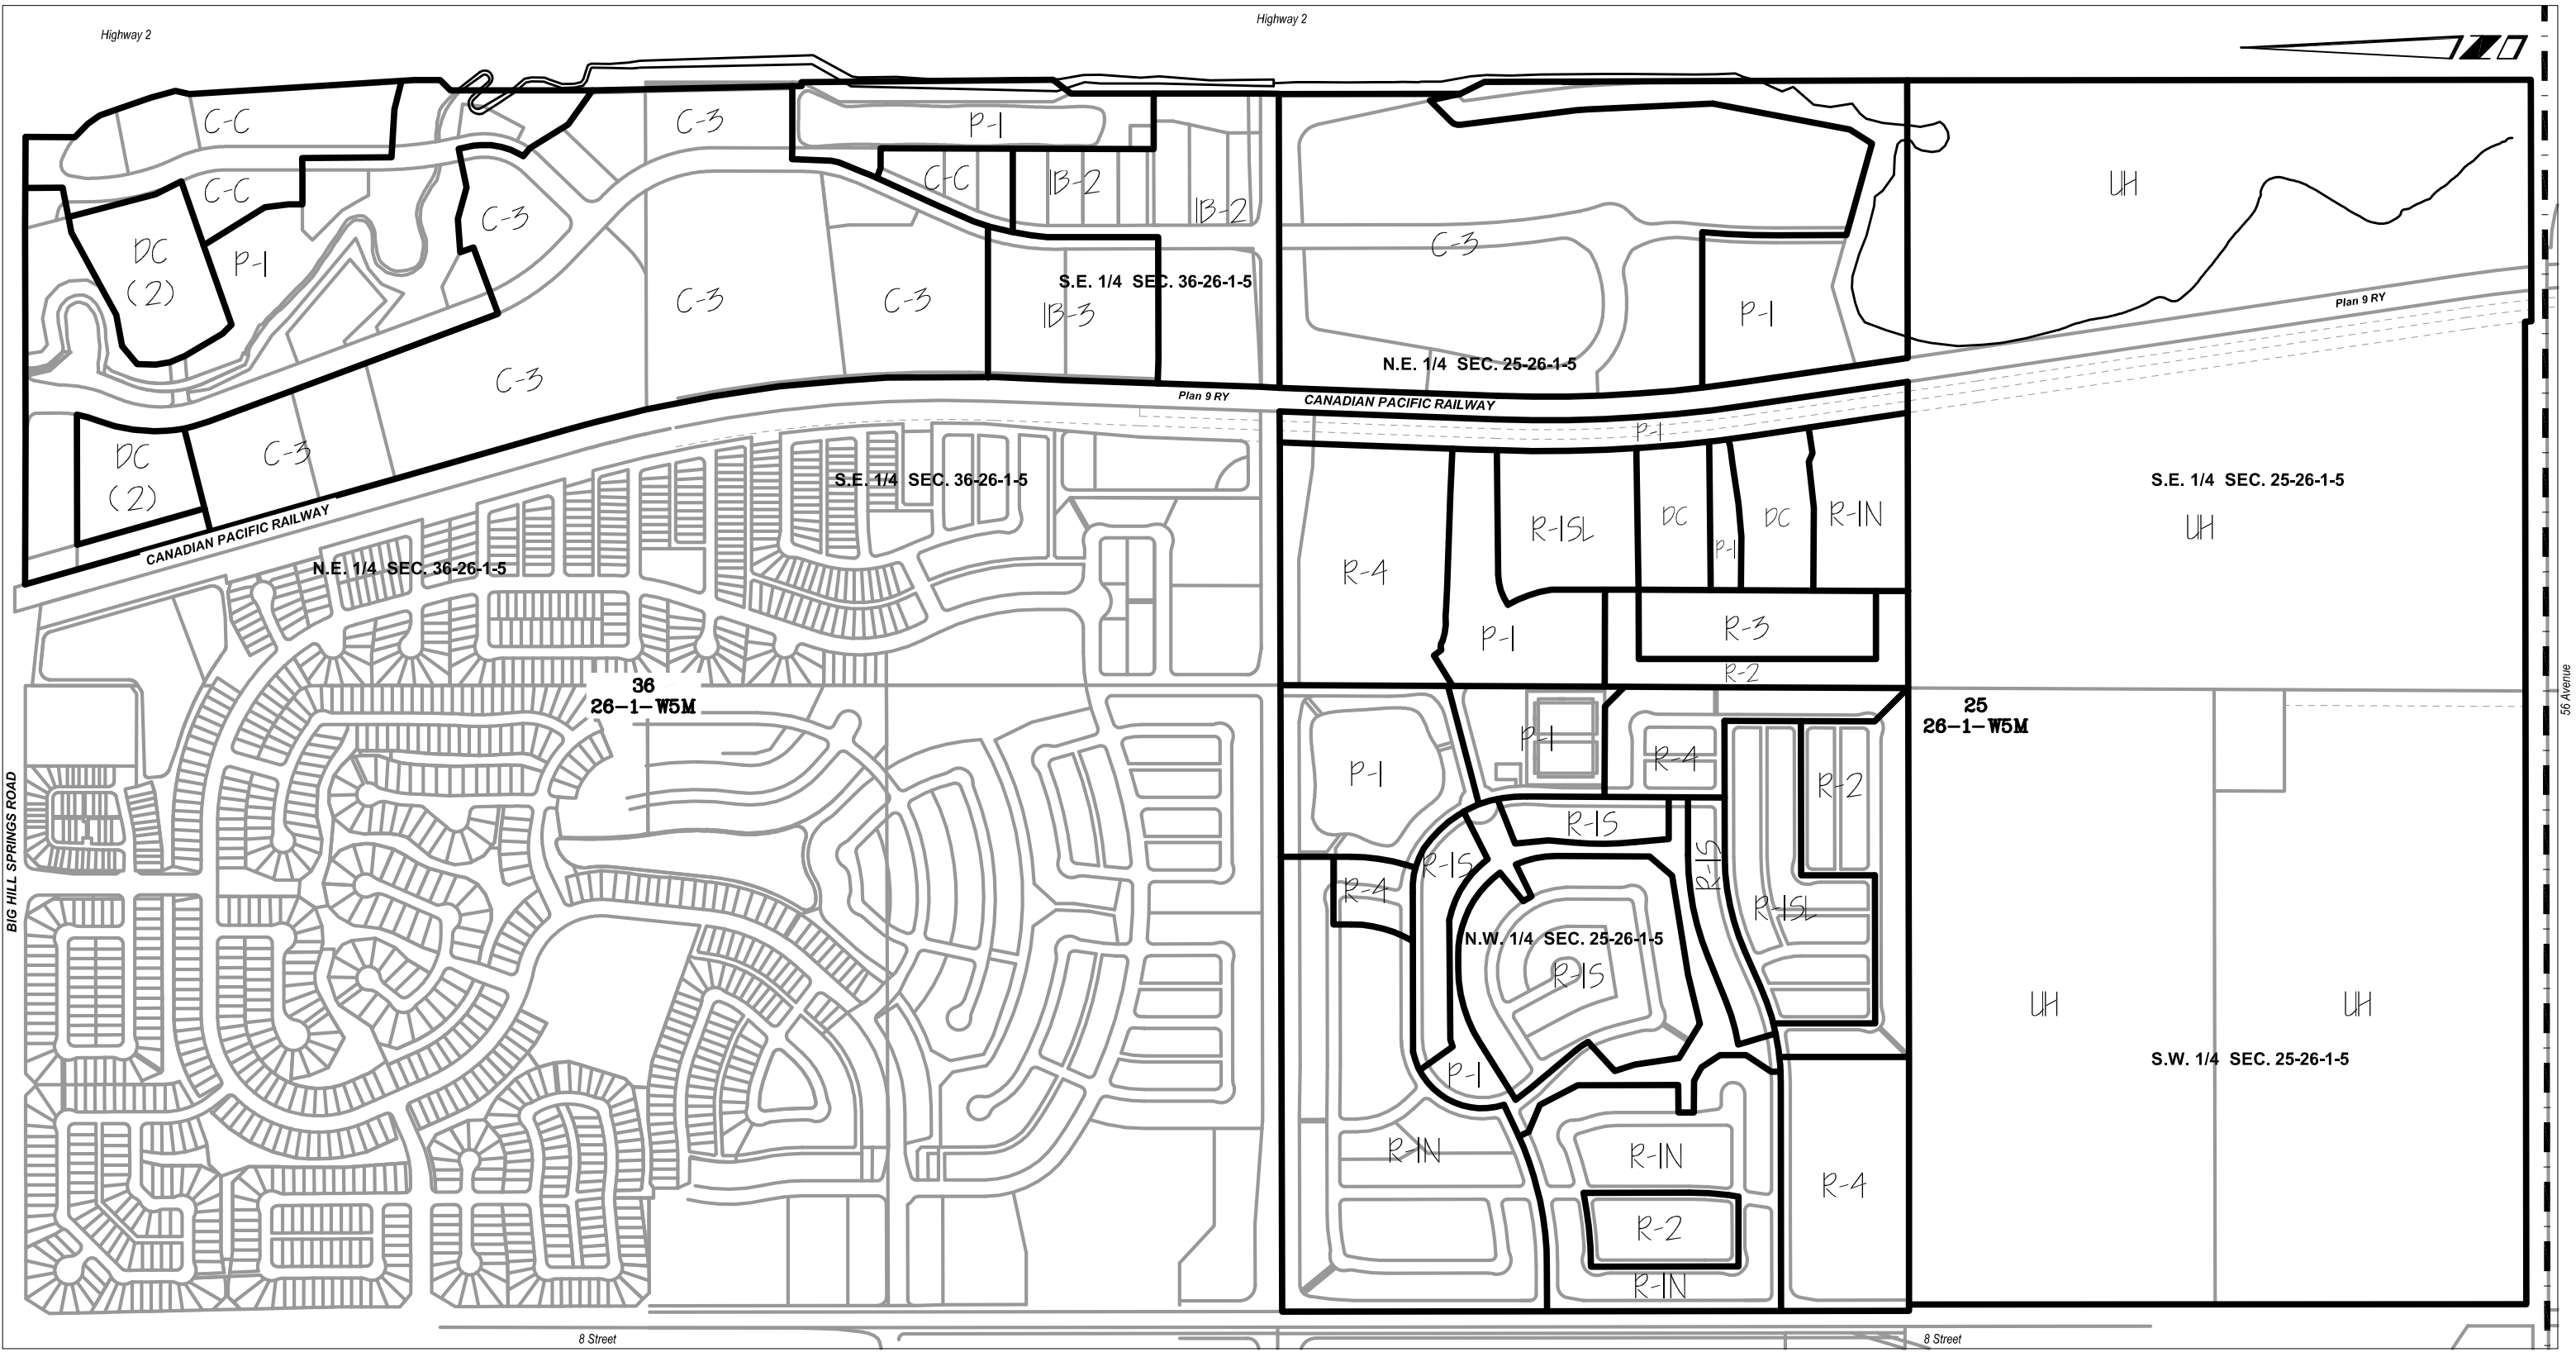 Highway 2
Highway 2
C-C
C-3
P-1
C-C
C-C
IB-2
IB-2
UH
DC
(2)
P-1
C-3
C-3
S.E. 1/4 SEC. 36-26-1-5
C-3
C-3
IB-3
P-1
Plan 9 RY
N.E. 1/4 SEC. 25-26-1-5
C-3
Plan 9 RY
CANADIAN PACIFIC RAILWAY
P-1
DC
(2)
C-3
S.E. 1/4 SEC. 36-26-1-5
S.E. 1/4 SEC. 25-26-1-5
UH
CANADIAN PACIFIC RAILWAY
N.E. 1/4 SEC. 36-26-1-5
R-4
R-1SL
DC
P-1
DC
R-1N
P-1
R-3
R-2
36
26-1-W5M
25
26-1-W5M
56 Avenue
P-1
P-1
R-4
R-2
R-1S
R-1S
R-1S
R-4
R-1SL
BIG HILL SPRINGS ROAD
N.W. 1/4 SEC. 25-26-1-5
R-1S
UH
UH
S.W. 1/4 SEC. 25-26-1-5
P-1
R-1N
R-1N
R-4
R-2
R-1N
8 Street
8 Street